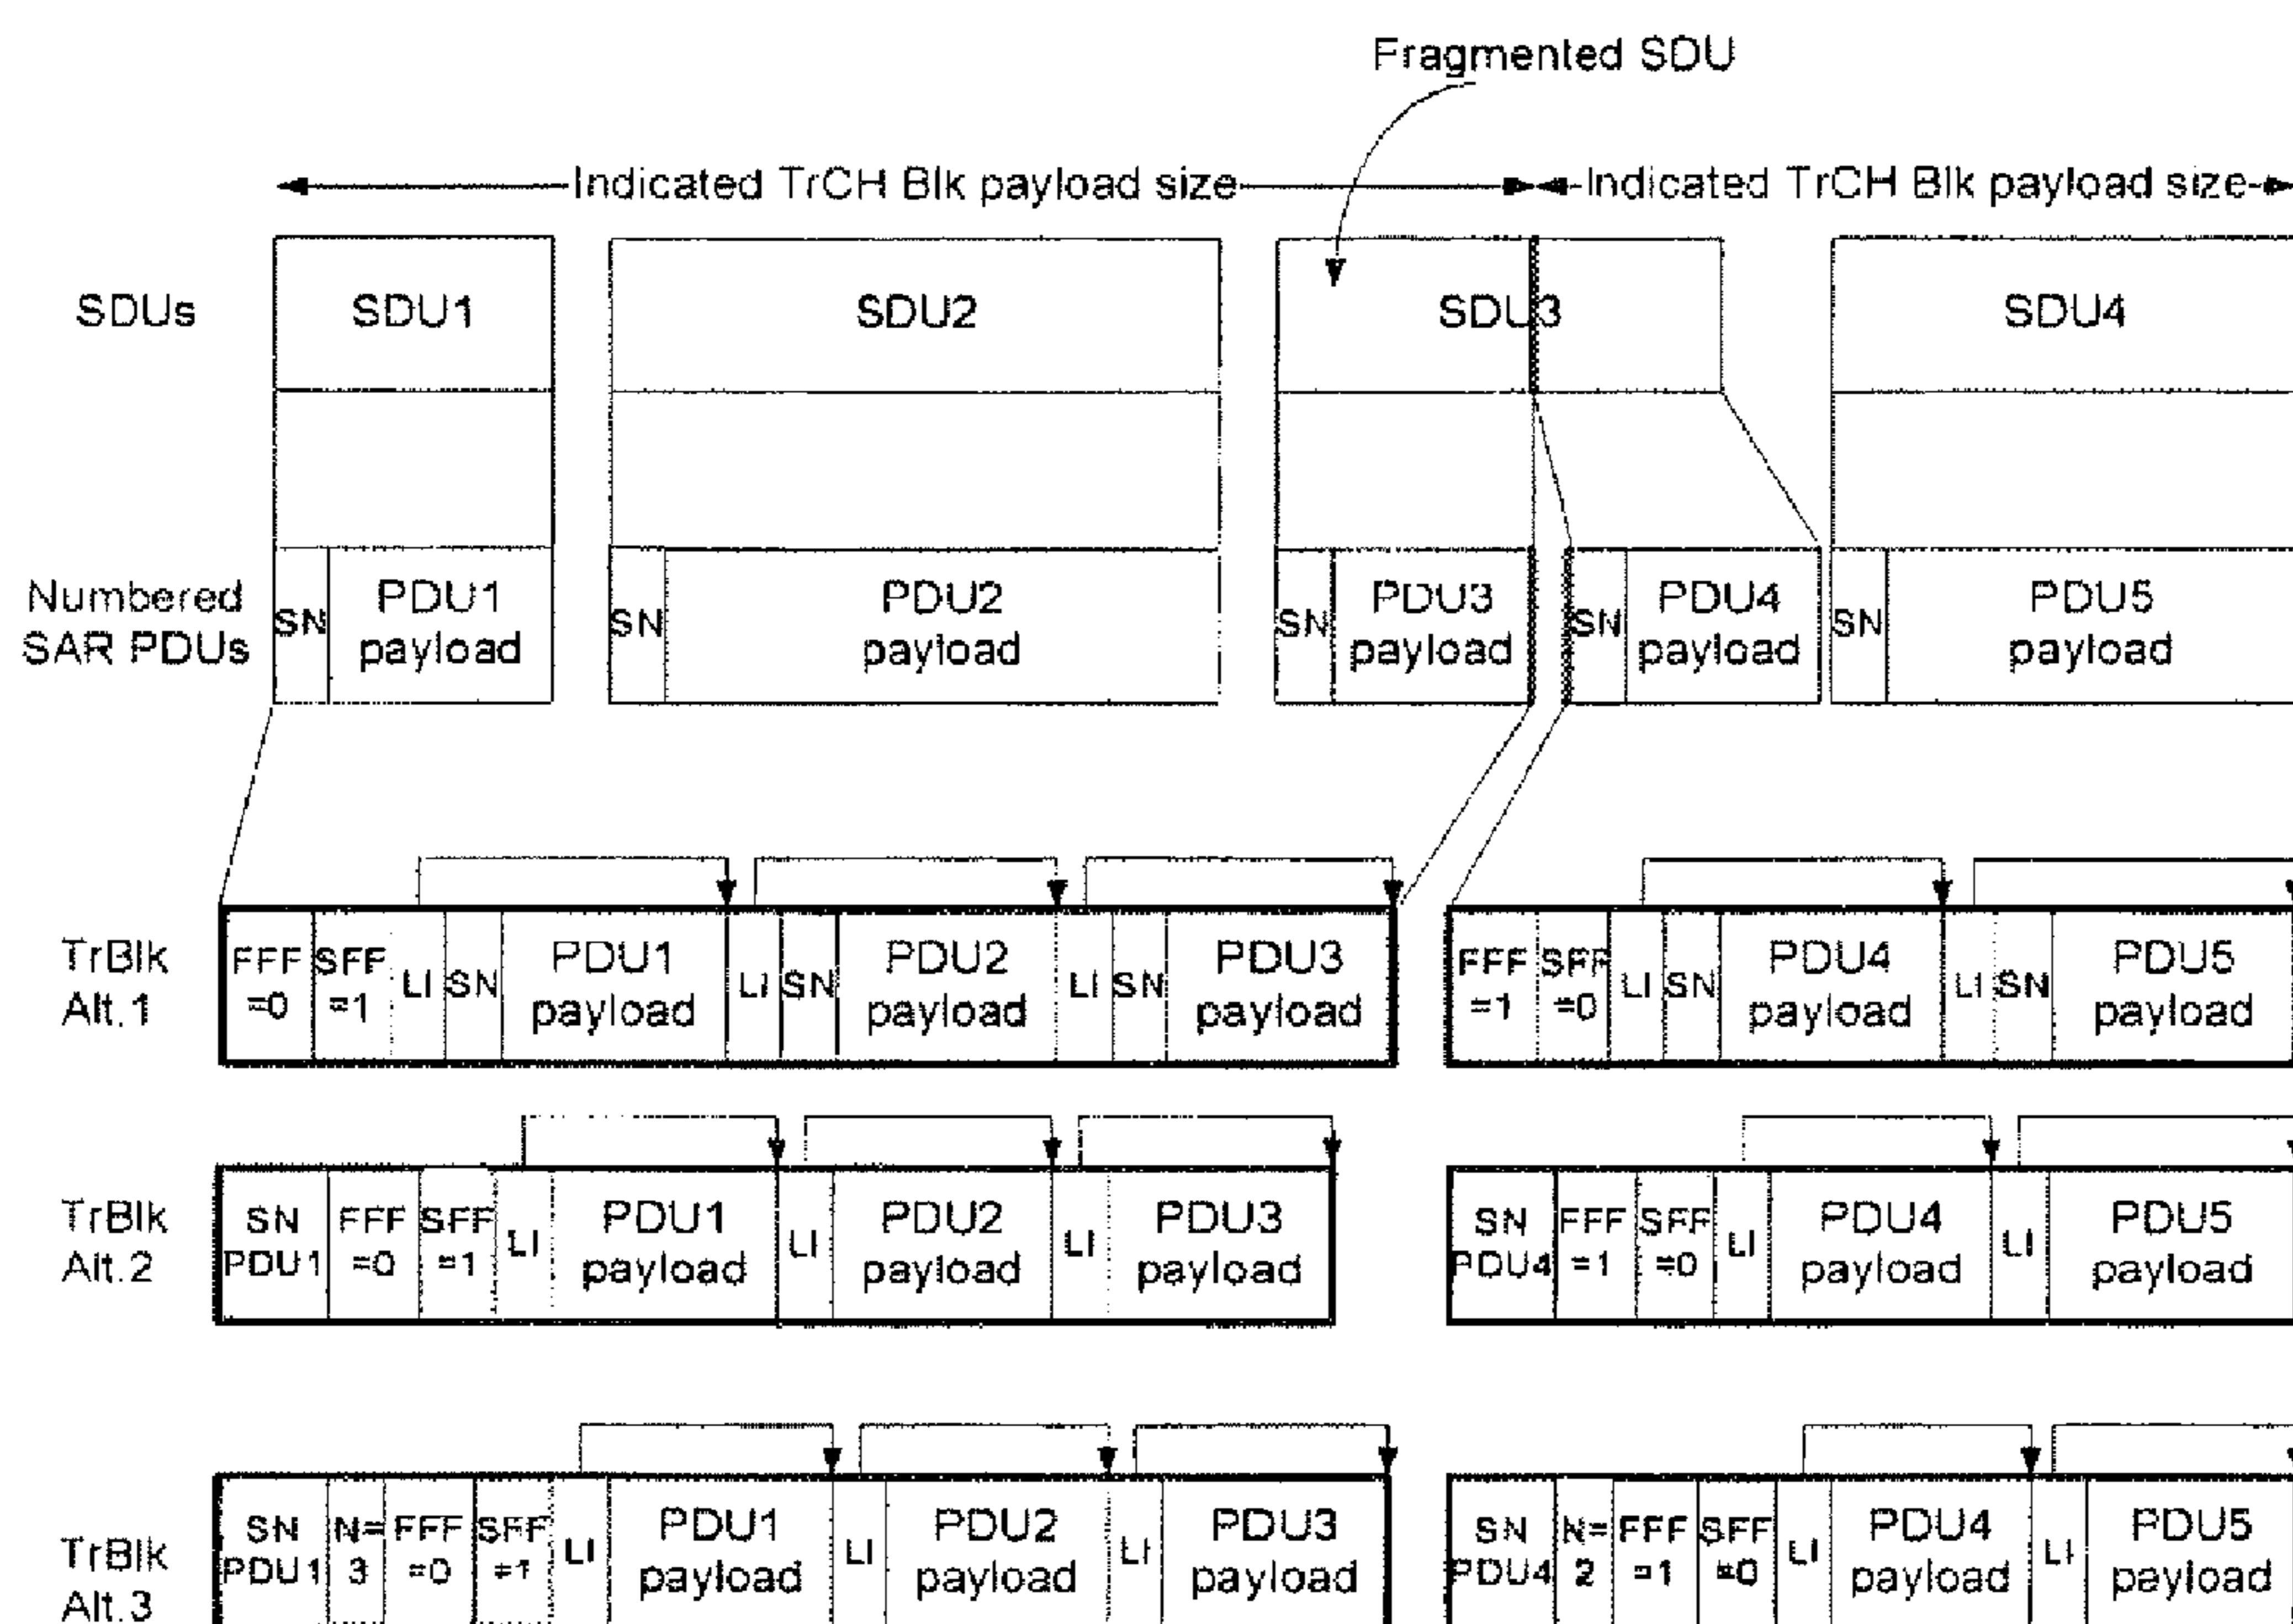 Fragmented SDU
Indicated TrCH Blk payload size
Indicated TrCH Blk payload size
SDUs
SDU1
SDU2
SDU3
SDU4
Numbered
SAR PDUs
SN
PDU1
payload
SN
PDU2
payload
SN
PDU3
payload
SN
PDU4
payload
SN
PDU5
payload
TrBlk
Alt.1
FFF
=0
SFF
=1
LI
SN
PDU1
payload
LI
SN
PDU2
payload
LI
SN
PDU3
payload
FFF
=1
SFF
=0
LI
SN
PDU4
payload
LI
SN
PDU5
payload
TrBlk
Alt.2
SN
PDU1
FFF
=0
SFF
=1
LI
PDU1
payload
LI
PDU2
payload
LI
PDU3
payload
SN
PDU4
FFF
=1
SFF
=0
LI
PDU4
payload
LI
PDU5
payload
TrBlk
Alt.3
SN
PDU1
N=
3
FFF
=0
SFF
=1
LI
PDU1
payload
LI
PDU2
payload
LI
PDU3
payload
SN
PDU4
N=
2
FFF
=1
SFF
=0
LI
PDU4
payload
LI
PDU5
payload